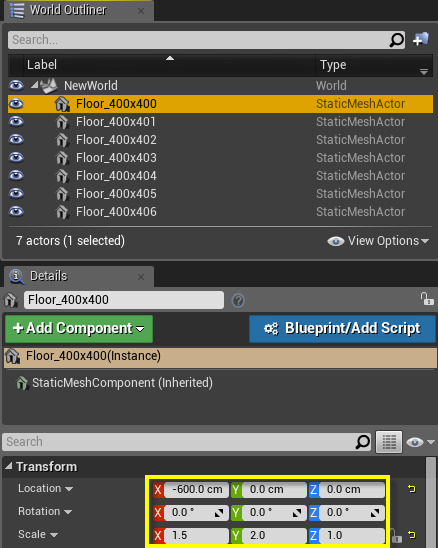 World Outliner
Search...
Label Type
NewWorld World
Floor_400x400 StaticMeshActor
Floor_400x401 StaticMeshActor
Floor_400x402 StaticMeshActor
Floor_400x403 StaticMeshActor
Floor_400x404 StaticMeshActor
Floor_400x405 StaticMeshActor
Floor_400x406 StaticMeshActor
7 actors (1 selected) View Options
Details
Floor_400x400
+Add Component Blueprint/Add Script
Floor_400x400(Instance)
StaticMeshComponent (Inherited)
Search
Transform
Location X -600.0 cm Y 0.0 cm Z 0.0 cm
Rotation X 0.0 ° Y 0.0 ° Z 0.0 °
Scale X 1.5 Y 2.0 Z 1.0